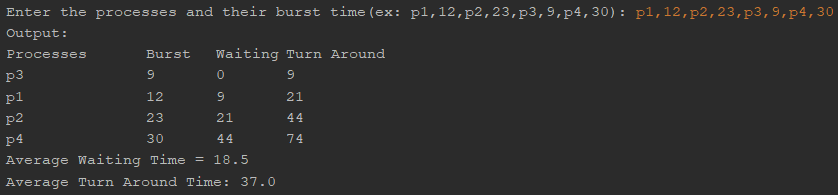 Enter the processes and their burst time(ex: p1,12,p2,23,p3,9,p4,30): p1,12,p2,23,p3,9,p4,30
Output:
Processes Burst Waiting Turn Around
p3 9 0 9
p1 12 9 21
p2 23 21 44
p4 30 44 74
Average Waiting Time = 18.5
Average Turn Around Time: 37.0